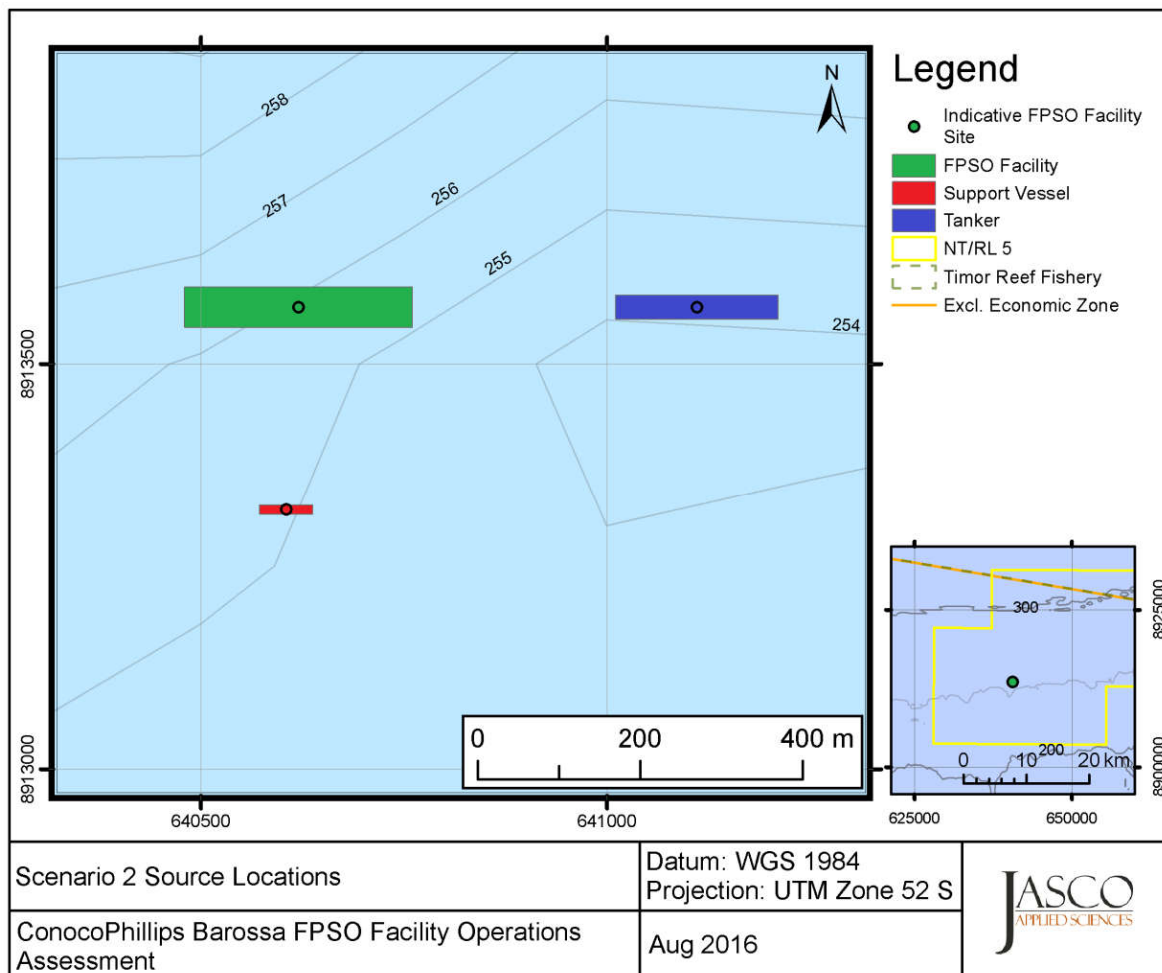 258
257
256
255
254
N
8913500
8913000
640500
641000
0 200 400 m
Legend
Indicative FPSO Facility
Site
FPSO Facility
Support Vessel
Tanker
NT/RL 5
Timor Reef Fishery
Excl. Economic Zone
300
200
0 10 20 km
8925000
8900000
625000
650000
Scenario 2 Source Locations
Datum: WGS 1984
Projection: UTM Zone 52 S
ConocoPhillips Barossa FPSO Facility Operations
Assessment
Aug 2016
JASCO
APPLIED SCIENCES